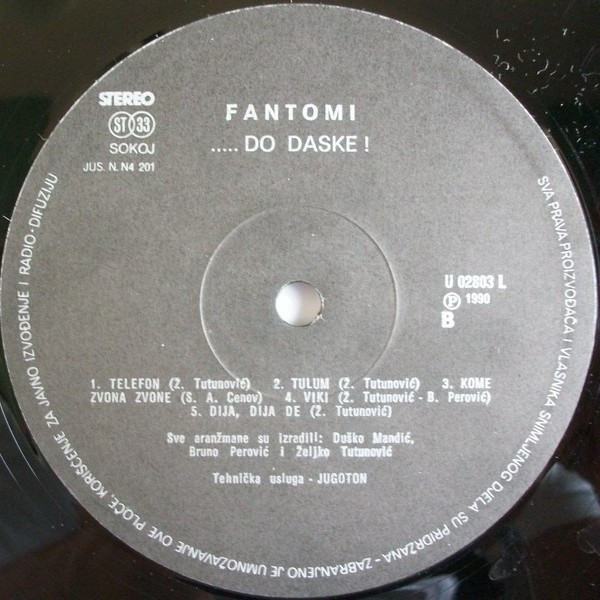 STEREO
ST 33
SOKOJ
JUS. N. N4 201
FANTOMI
..... DO DASKE !
U 02803 L
Ⓟ 1990
B
1. TELEFON (Ž. Tutunović) 2. TULUM (Ž. Tutunović) 3. KOME
ZVONA ZVONE (S. A. Cenov) 4. VIKI (Ž. Tutunović - B. Perović)
5. DIJA, DIJA DE (Ž. Tutunović)
Sve aranžmane su izradili: Duško Mandić,
Bruno Perović i Željko Tutunović
Tehnička usluga - JUGOTON
SVA PRAVA PROIZVOĐAČA I VLASNIKA SNIMLJENOG DJELA SU PRIDRŽANA - ZABRANJENO JE UMNOŽAVANJE OVE PLOČE, KORIŠĆENJE ZA JAVNO IZVOĐENJE I RADIO-DIFUZIJU